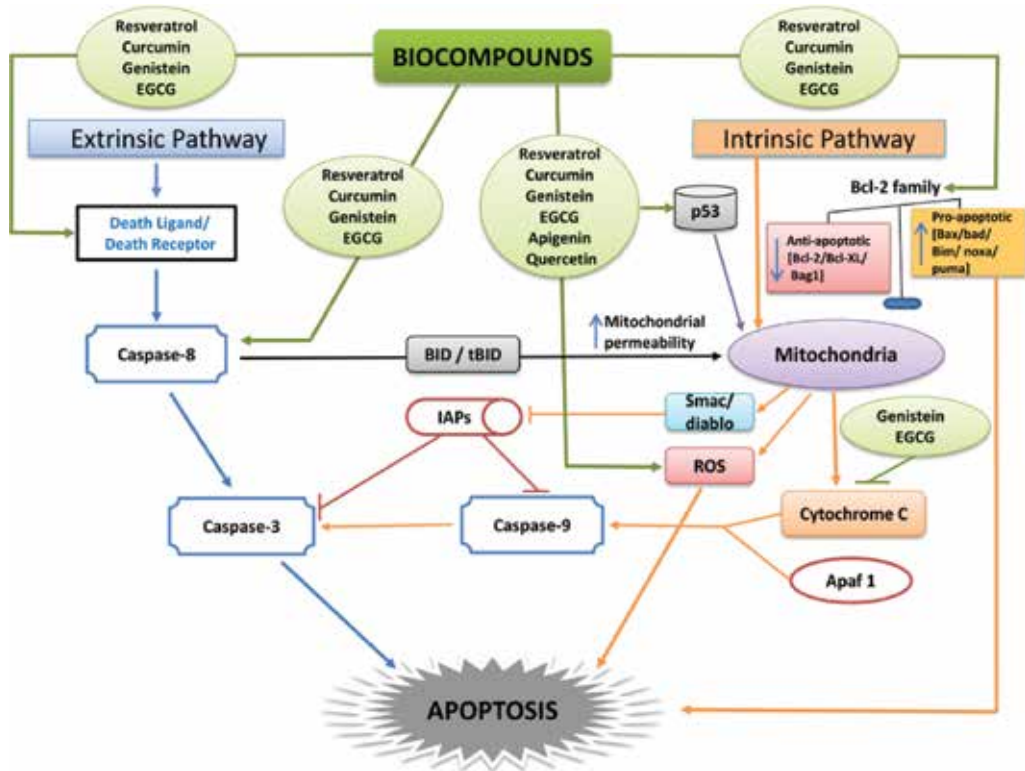 Resveratrol
Curcumin
Genistein
EGCG
BIOCOMPOUNDS
Resveratrol
Curcumin
Genistein
EGCG
Extrinsic Pathway
Intrinsic Pathway
Resveratrol
Curcumin
Genistein
EGCG
Resveratrol
Curcumin
Genistein
EGCG
Apigenin
Quercetin
p53
Bcl-2 family
Death Ligand/
Death Receptor
Anti-apoptotic
[Bcl-2/Bcl-XL/
Bag1]
Pro-apoptotic
[Bax/bad/
Bim/ noxa/
puma]
Caspase-8
BID / tBID
Mitochondrial
permeability
Mitochondria
IAPs
Smac/
diablo
Genistein
EGCG
ROS
Caspase-3
Caspase-9
Cytochrome C
Apaf 1
APOPTOSIS